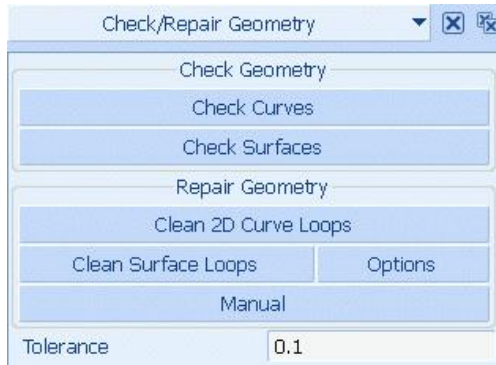 Check/Repair Geometry
Check Geometry
Check Curves
Check Surfaces
Repair Geometry
Clean 2D Curve Loops
Clean Surface Loops Options
Manual
Tolerance 0.1